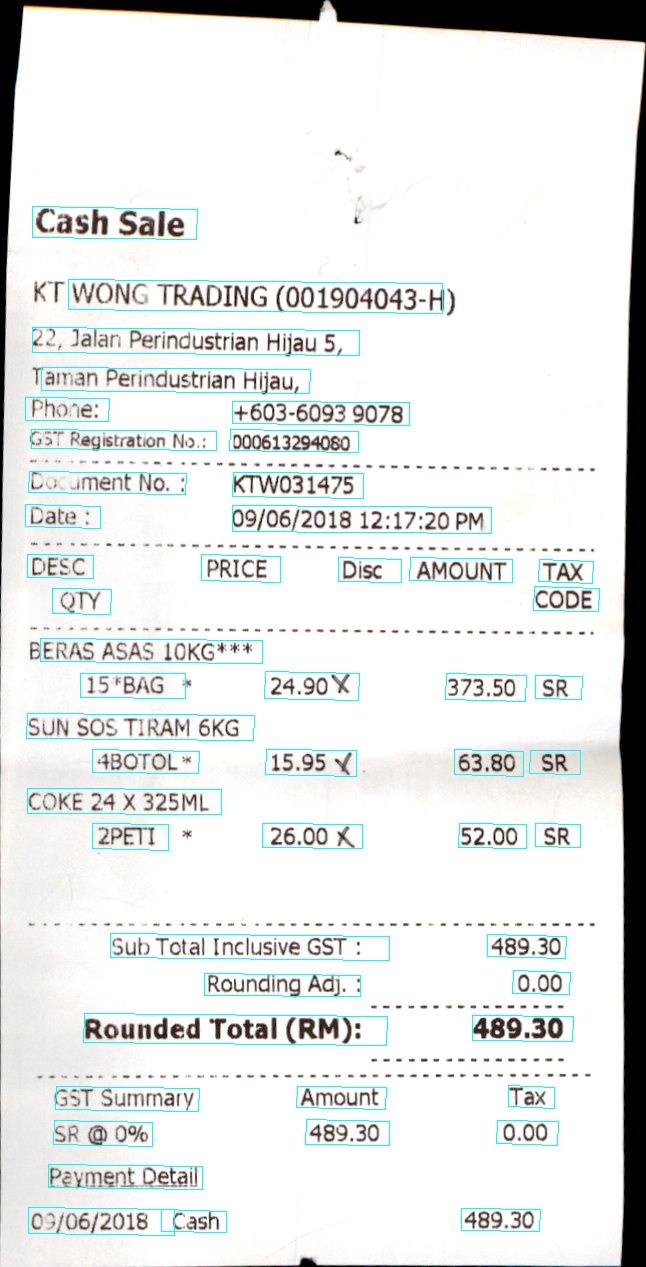 Cash Sale
KT WONG TRADING (001904043-H)
22, Jalan Perindustrian Hijau 5,
Taman Perindustrian Hijau,
Phone: +603-6093 9078
GST Registration No.: 000613294080
Document No. : KTW031475
Date : 09/06/2018 12:17:20 PM
DESC PRICE Disc AMOUNT TAX
QTY CODE
BERAS ASAS 10KG***
15*BAG * 24.90 373.50 SR
SUN SOS TIRAM 6KG
4BOTOL * 15.95 63.80 SR
COKE 24 X 325ML
2PETI * 26.00 52.00 SR
Sub Total Inclusive GST : 489.30
Rounding Adj. : 0.00
Rounded Total (RM): 489.30
GST Summary Amount Tax
SR @ 0% 489.30 0.00
Payment Detail
09/06/2018 Cash 489.30